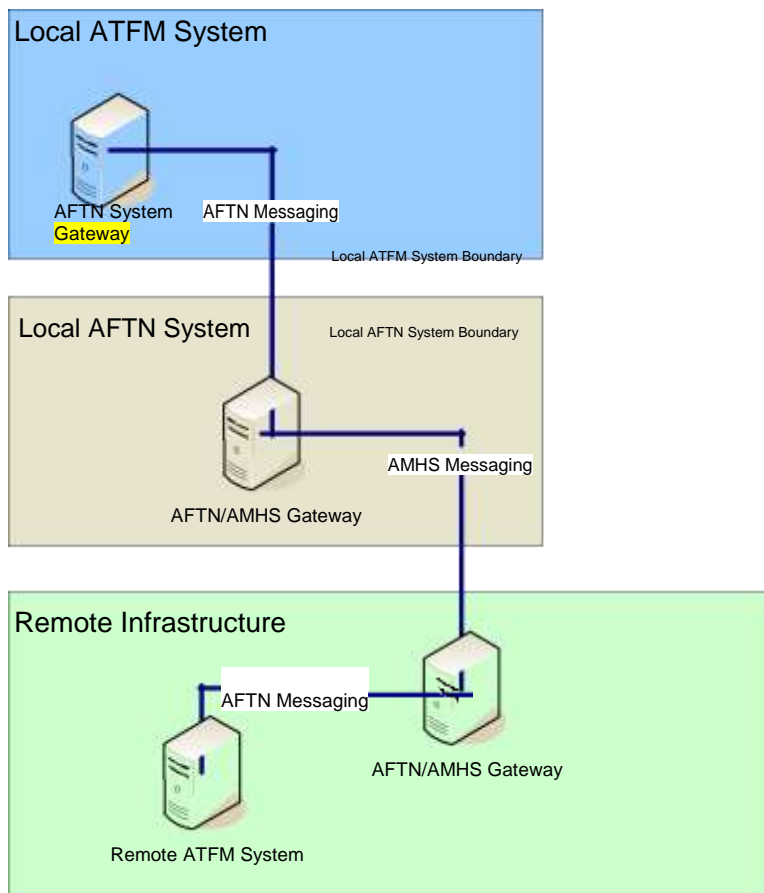 Local ATFM System
AFTN System
Gateway
AFTN Messaging
Local ATFM System Boundary
Local AFTN System
Local AFTN System Boundary
AMHS Messaging
AFTN/AMHS Gateway
Remote Infrastructure
AFTN Messaging
AFTN/AMHS Gateway
Remote ATFM System